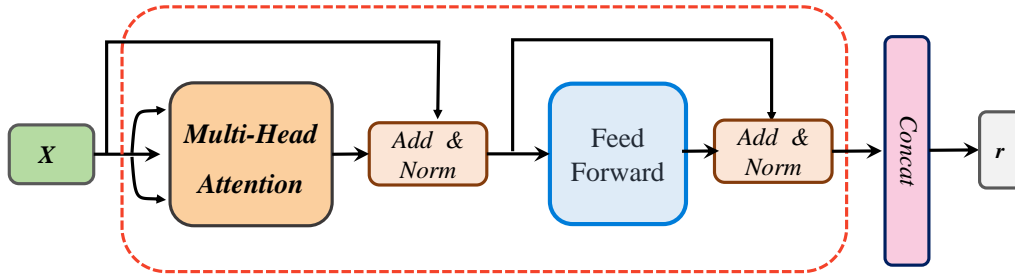 X
Multi-Head
Attention
Add &
Norm
Feed
Forward
Add &
Norm
Concat
r